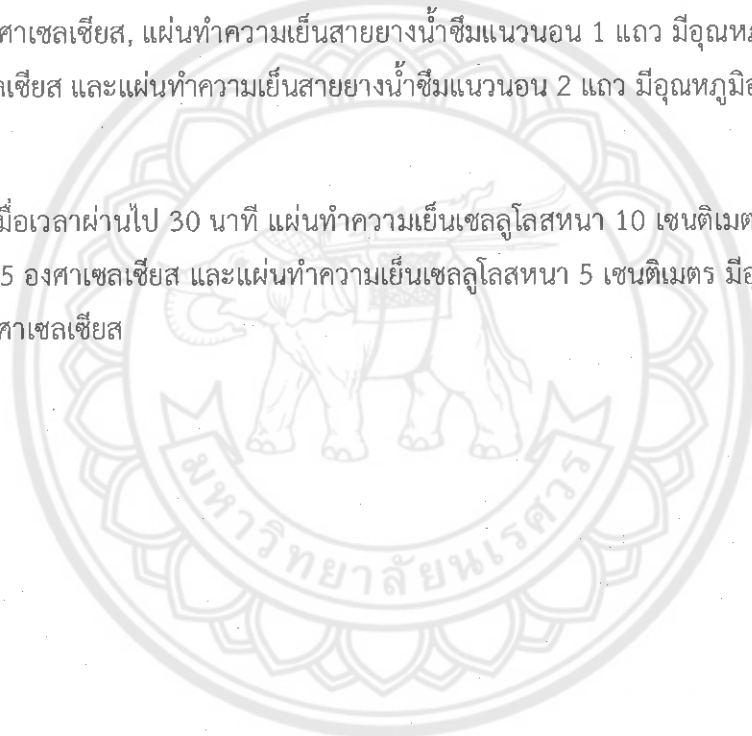 ศาเซลเซียส, แผ่นทำความเย็นสายยางน้ำซึมแนวนอน 1 แถว มีอุณหภ
ลเซียส และแผ่นทำความเย็นสายยางน้ำซึมแนวนอน 2 แถว มีอุณหภูมิอ
มื่อเวลาผ่านไป 30 นาที แผ่นทำความเย็นเซลลูโลสหนา 10 เซนติเมต
5 องศาเซลเซียส และแผ่นทำความเย็นเซลลูโลสหนา 5 เซนติเมตร มีอ
ศาเซลเซียส
มหาวิทยาลัยนเรศวร